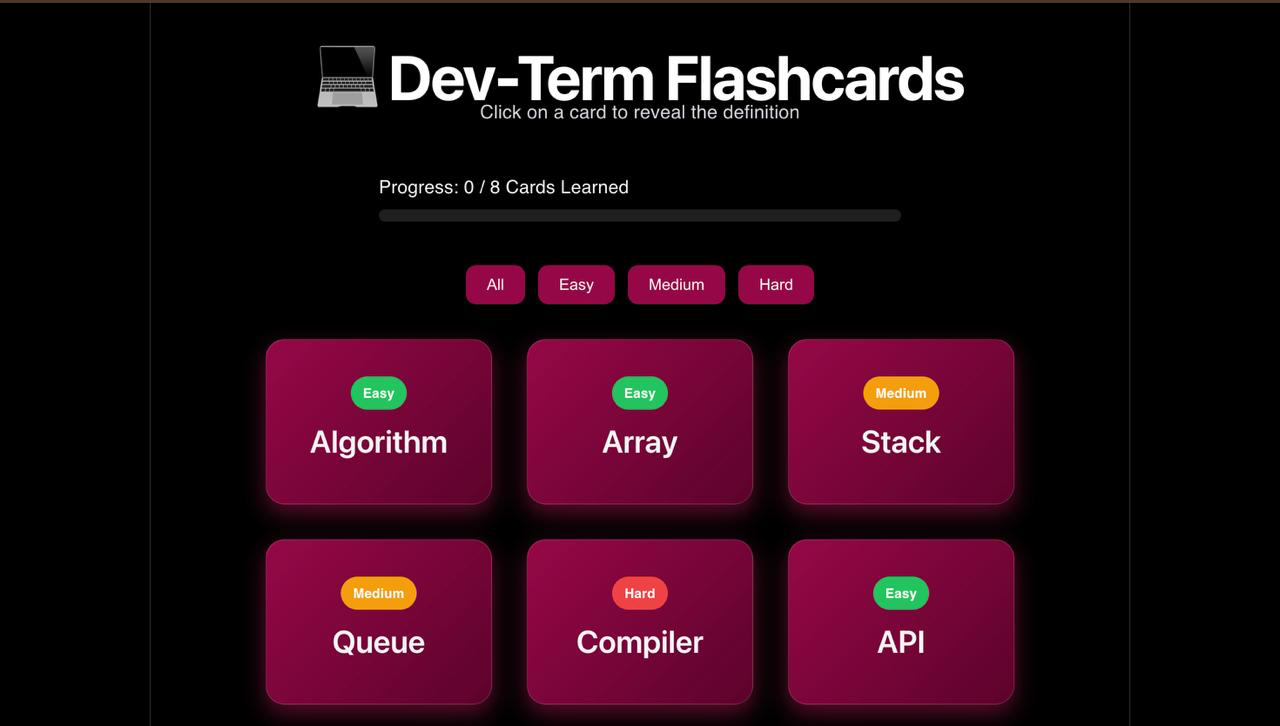 Dev-Term Flashcards
Click on a card to reveal the definition
Progress: 0 / 8 Cards Learned
All Easy Medium Hard
Easy Easy Medium
Algorithm Array Stack
Medium Hard Easy
Queue Compiler API